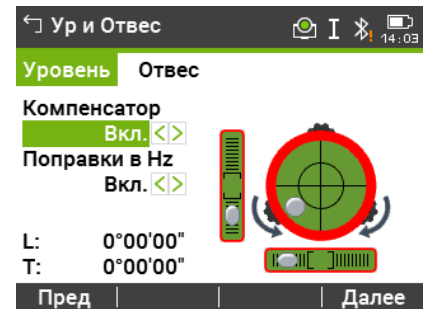 Ур и Отвес I 14:03
Уровень Отвес
Компенсатор
Вкл.
Поправки в Hz
Вкл.
L: 0°00'00"
T: 0°00'00"
Пред Далее